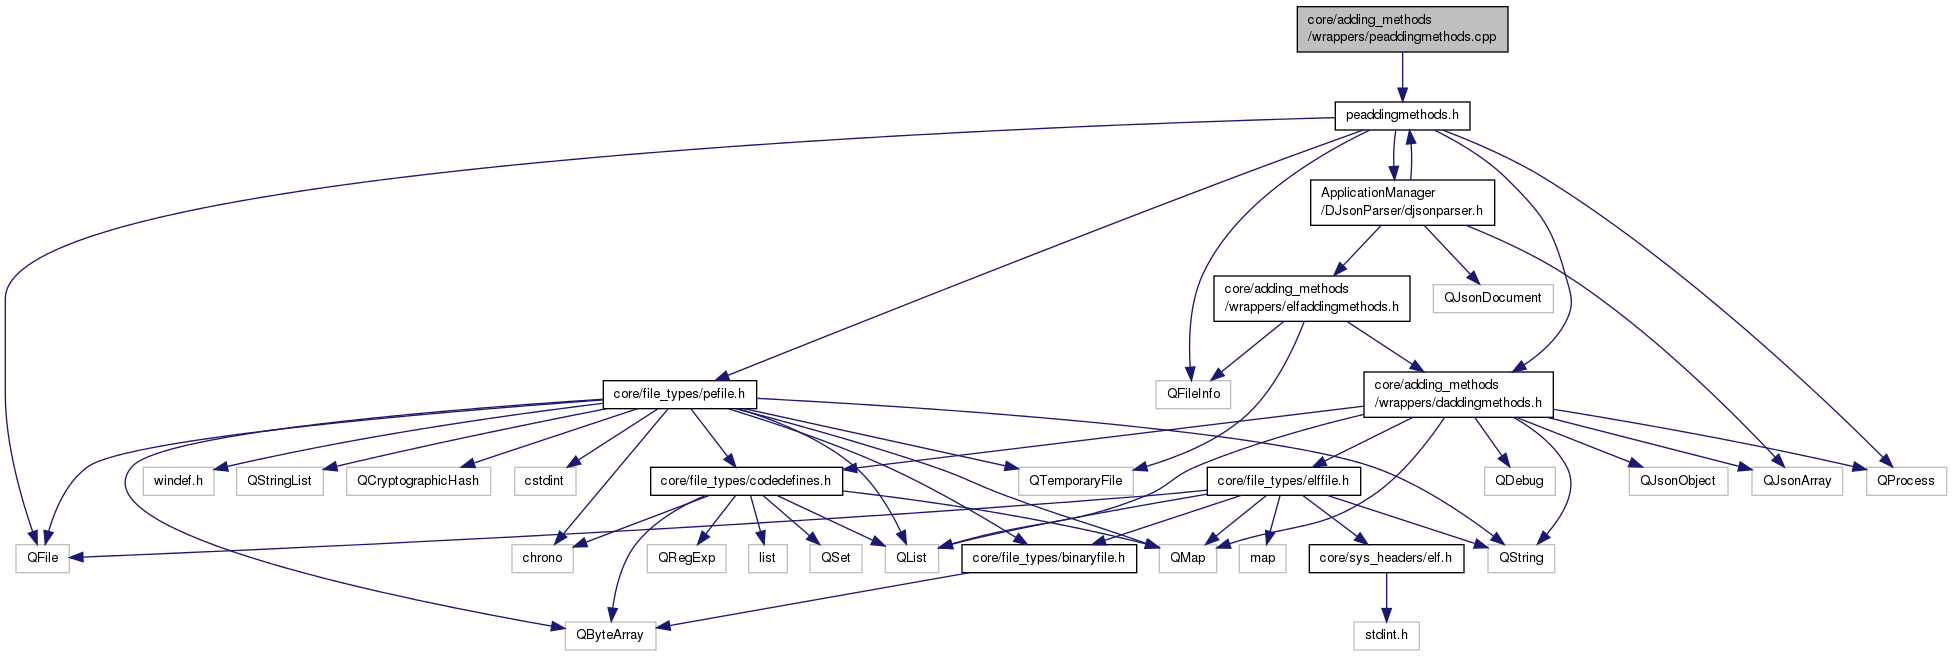 core/adding_methods
/wrappers/peaddingmethods.cpp
peaddingmethods.h
ApplicationManager
/DJsonParser/djsonparser.h
core/adding_methods
/wrappers/elfaddingmethods.h
QJsonDocument
core/file_types/pefile.h
QFileInfo
core/adding_methods
/wrappers/daddingmethods.h
windef.h
QStringList
QCryptographicHash
cstdint
core/file_types/codedefines.h
QTemporaryFile
core/file_types/elffile.h
QDebug
QJsonObject
QJsonArray
QProcess
QFile
chrono
QRegExp
list
QSet
QList
core/file_types/binaryfile.h
QMap
map
core/sys_headers/elf.h
QString
QByteArray
stdint.h